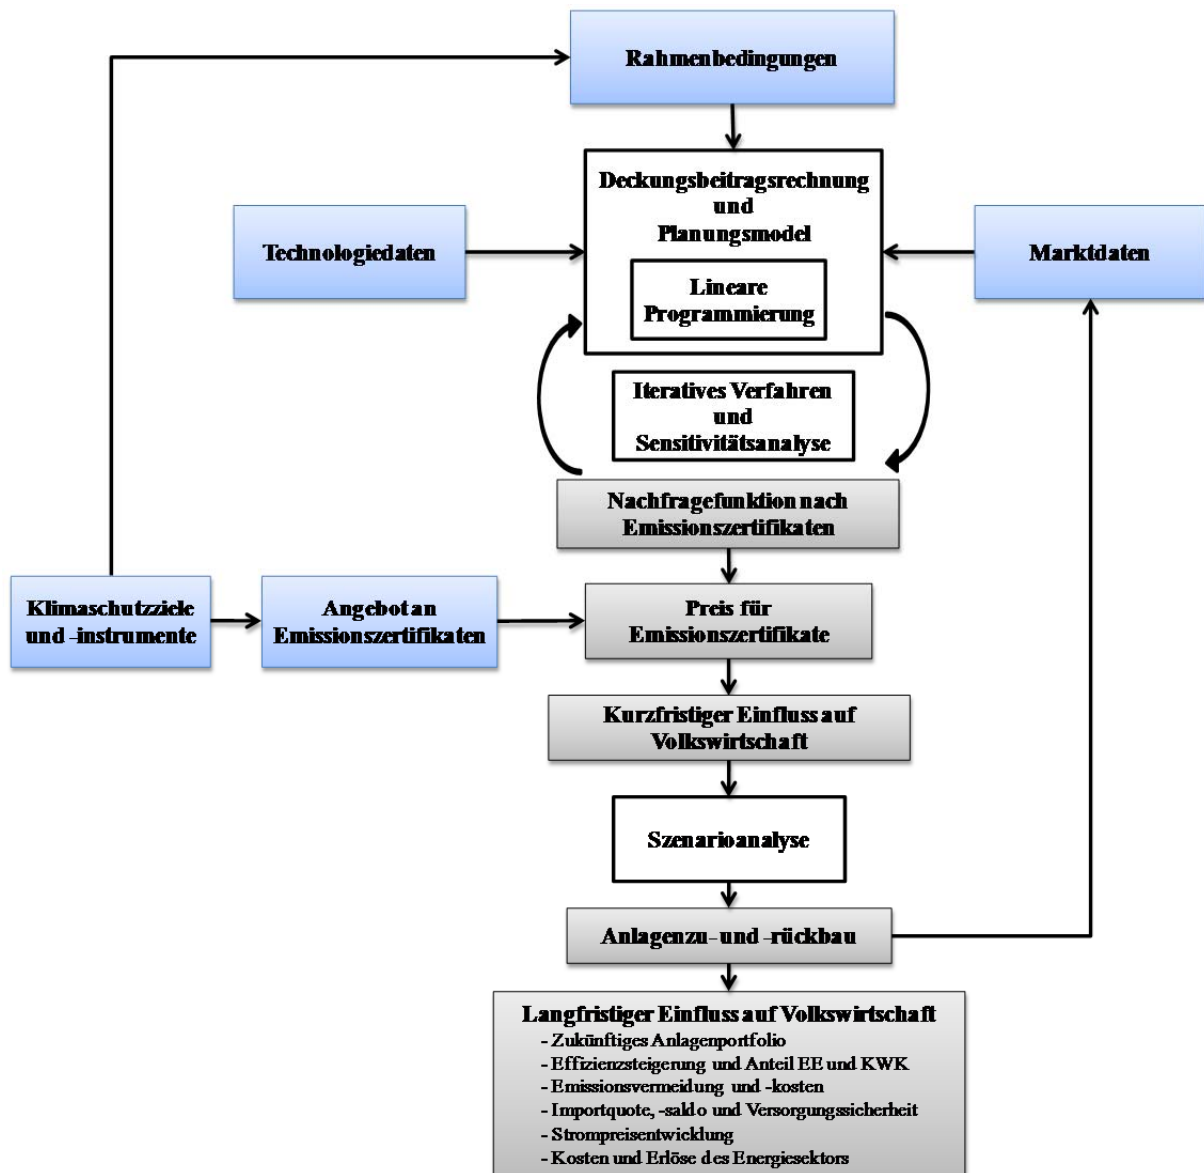 Rahmenbedingungen
Deckungsbeitragsrechnung
und
Planungsmodel
Technologiedaten
Marktdaten
Lineare
Programmierung
Iteratives Verfahren
und
Sensitivitätsanalyse
Nachfragefunktion nach
Emissionszertifikaten
Klimaschutzziele
und -instrumente
Angebot an
Emissionszertifikaten
Preis für
Emissionszertifikate
Kurzfristiger Einfluss auf
Volkswirtschaft
Szenarioanalyse
Anlagenzu- und -rückbau
Langfristiger Einfluss auf Volkswirtschaft
- Zukünftiges Anlagenportfolio
- Effizienzsteigerung und Anteil EE und KWK
- Emissionsvermeidung und -kosten
- Importquote, -saldo und Versorgungssicherheit
- Strompreisentwicklung
- Kosten und Erlöse des Energiesektors